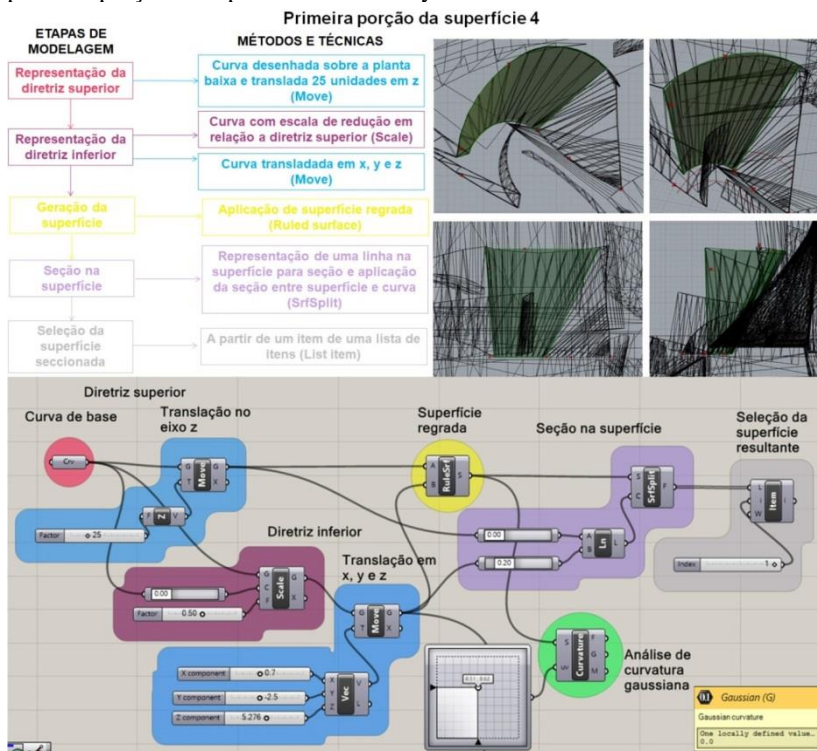 Primeira porção da superfície 4
ETAPAS DE
MODELAGEM
MÉTODOS E TÉCNICAS
Representação da
diretriz superior
Curva desenhada sobre a planta
baixa e translada 25 unidades em z
(Move)
Representação da
diretriz inferior
Curva com escala de redução em
relação a diretriz superior (Scale)
Curva transladada em x, y e z
(Move)
Geração da
superfície
Aplicação de superfície regrada
(Ruled surface)
Seção na
superfície
Representação de uma linha na
superfície para seção e aplicação
da seção entre superfície e curva
(SrfSplit)
Seleção da
superfície
seccionada
A partir de um item de uma lista de
itens (List item)
Diretriz superior
Curva de base
Translação no
eixo z
Superfície
regrada
Seção na superfície
Seleção da
superfície
resultante
Crv
G
T
Move
G
X
A
B
RuleSrf
S
S
C
SrfSplit
F
L
i
W
Item
i
Factor
25
F
Z
V
0.00
0.20
A
B
Ln
L
Index
1
Diretriz inferior
Translação em
x, y e z
0.00
Factor
0.50
G
C
F
Scale
G
X
G
T
Move
G
X
X component
0.7
Y component
-2.5
Z component
5.276
X
Y
Z
Vec
V
L
S
uv
Curvature
F
G
M
Análise de
curvatura
gaussiana
Gaussian (G)
Gaussian curvature
One locally defined value...
0.0